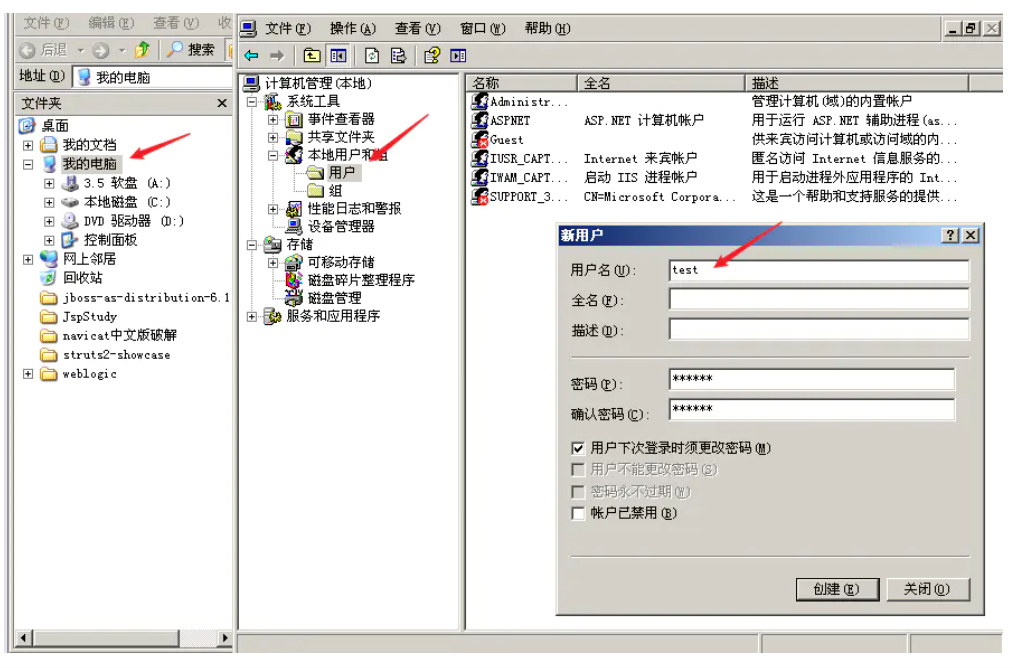 文件(F) 编辑(E) 查看(V) 收
后退 搜索
地址(D) 我的电脑
文件夹 x
桌面
我的文档
我的电脑
3.5 软盘 (A:)
本地磁盘 (C:)
DVD 驱动器 (D:)
控制面板
网上邻居
回收站
jboss-as-distribution-6.1
JspStudy
navicat中文版破解
struts2-showcase
weblogic
文件(F) 操作(A) 查看(V) 窗口(W) 帮助(H)
计算机管理(本地)
系统工具
事件查看器
共享文件夹
本地用户和组
用户
组
性能日志和警报
设备管理器
存储
可移动存储
磁盘碎片整理程序
磁盘管理
服务和应用程序
名称 全名 描述
Administr... 管理计算机(域)的内置帐户
ASPNET ASP.NET 计算机帐户 用于运行 ASP.NET 辅助进程(as...
Guest 供来宾访问计算机或访问域的内...
IUSR_CAPT... Internet 来宾帐户 匿名访问 Internet 信息服务的...
IWAM_CAPT... 启动 IIS 进程帐户 用于启动进程外应用程序的 Int...
SUPPORT_3... CN=Microsoft Corpora... 这是一个帮助和支持服务的提供...
新用户
用户名(U): test
全名(F):
描述(D):
密码(P): ******
确认密码(C): ******
用户下次登录时须更改密码(M)
用户不能更改密码(S)
密码永不过期(W)
帐户已禁用(B)
创建(E) 关闭(O)